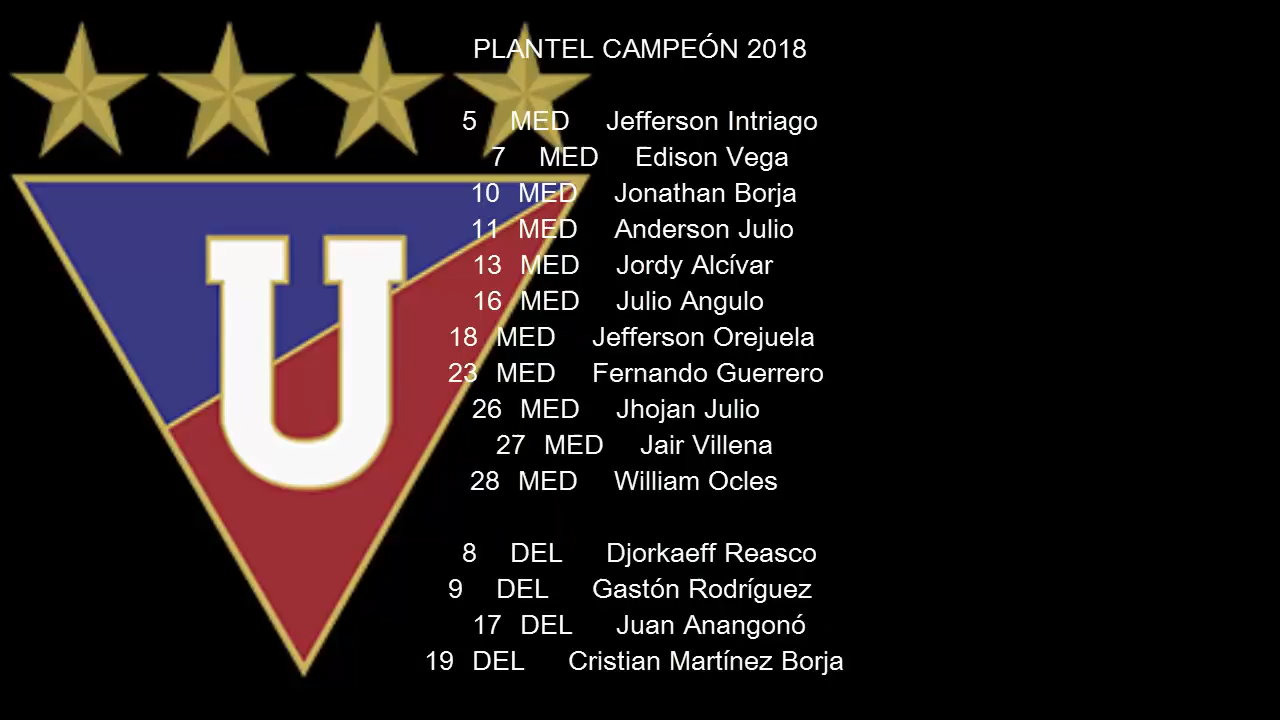 PLANTEL CAMPEÓN 2018
5 MED Jefferson Intriago
7 MED Edison Vega
10 MED Jonathan Borja
11 MED Anderson Julio
13 MED Jordy Alcívar
16 MED Julio Angulo
18 MED Jefferson Orejuela
23 MED Fernando Guerrero
26 MED Jhojan Julio
27 MED Jair Villena
28 MED William Ocles
8 DEL Djorkaeff Reasco
9 DEL Gastón Rodríguez
17 DEL Juan Anangonó
19 DEL Cristian Martínez Borja
U